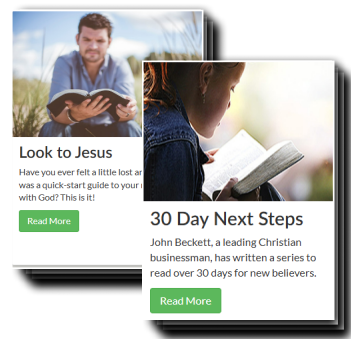 Look to Jesus
Have you ever felt a little lost
was a quick-start guide to your
with God? This is it!
Read More
30 Day Next Steps
John Beckett, a leading Christian
businessman, has written a series to
read over 30 days for new believers.
Read More